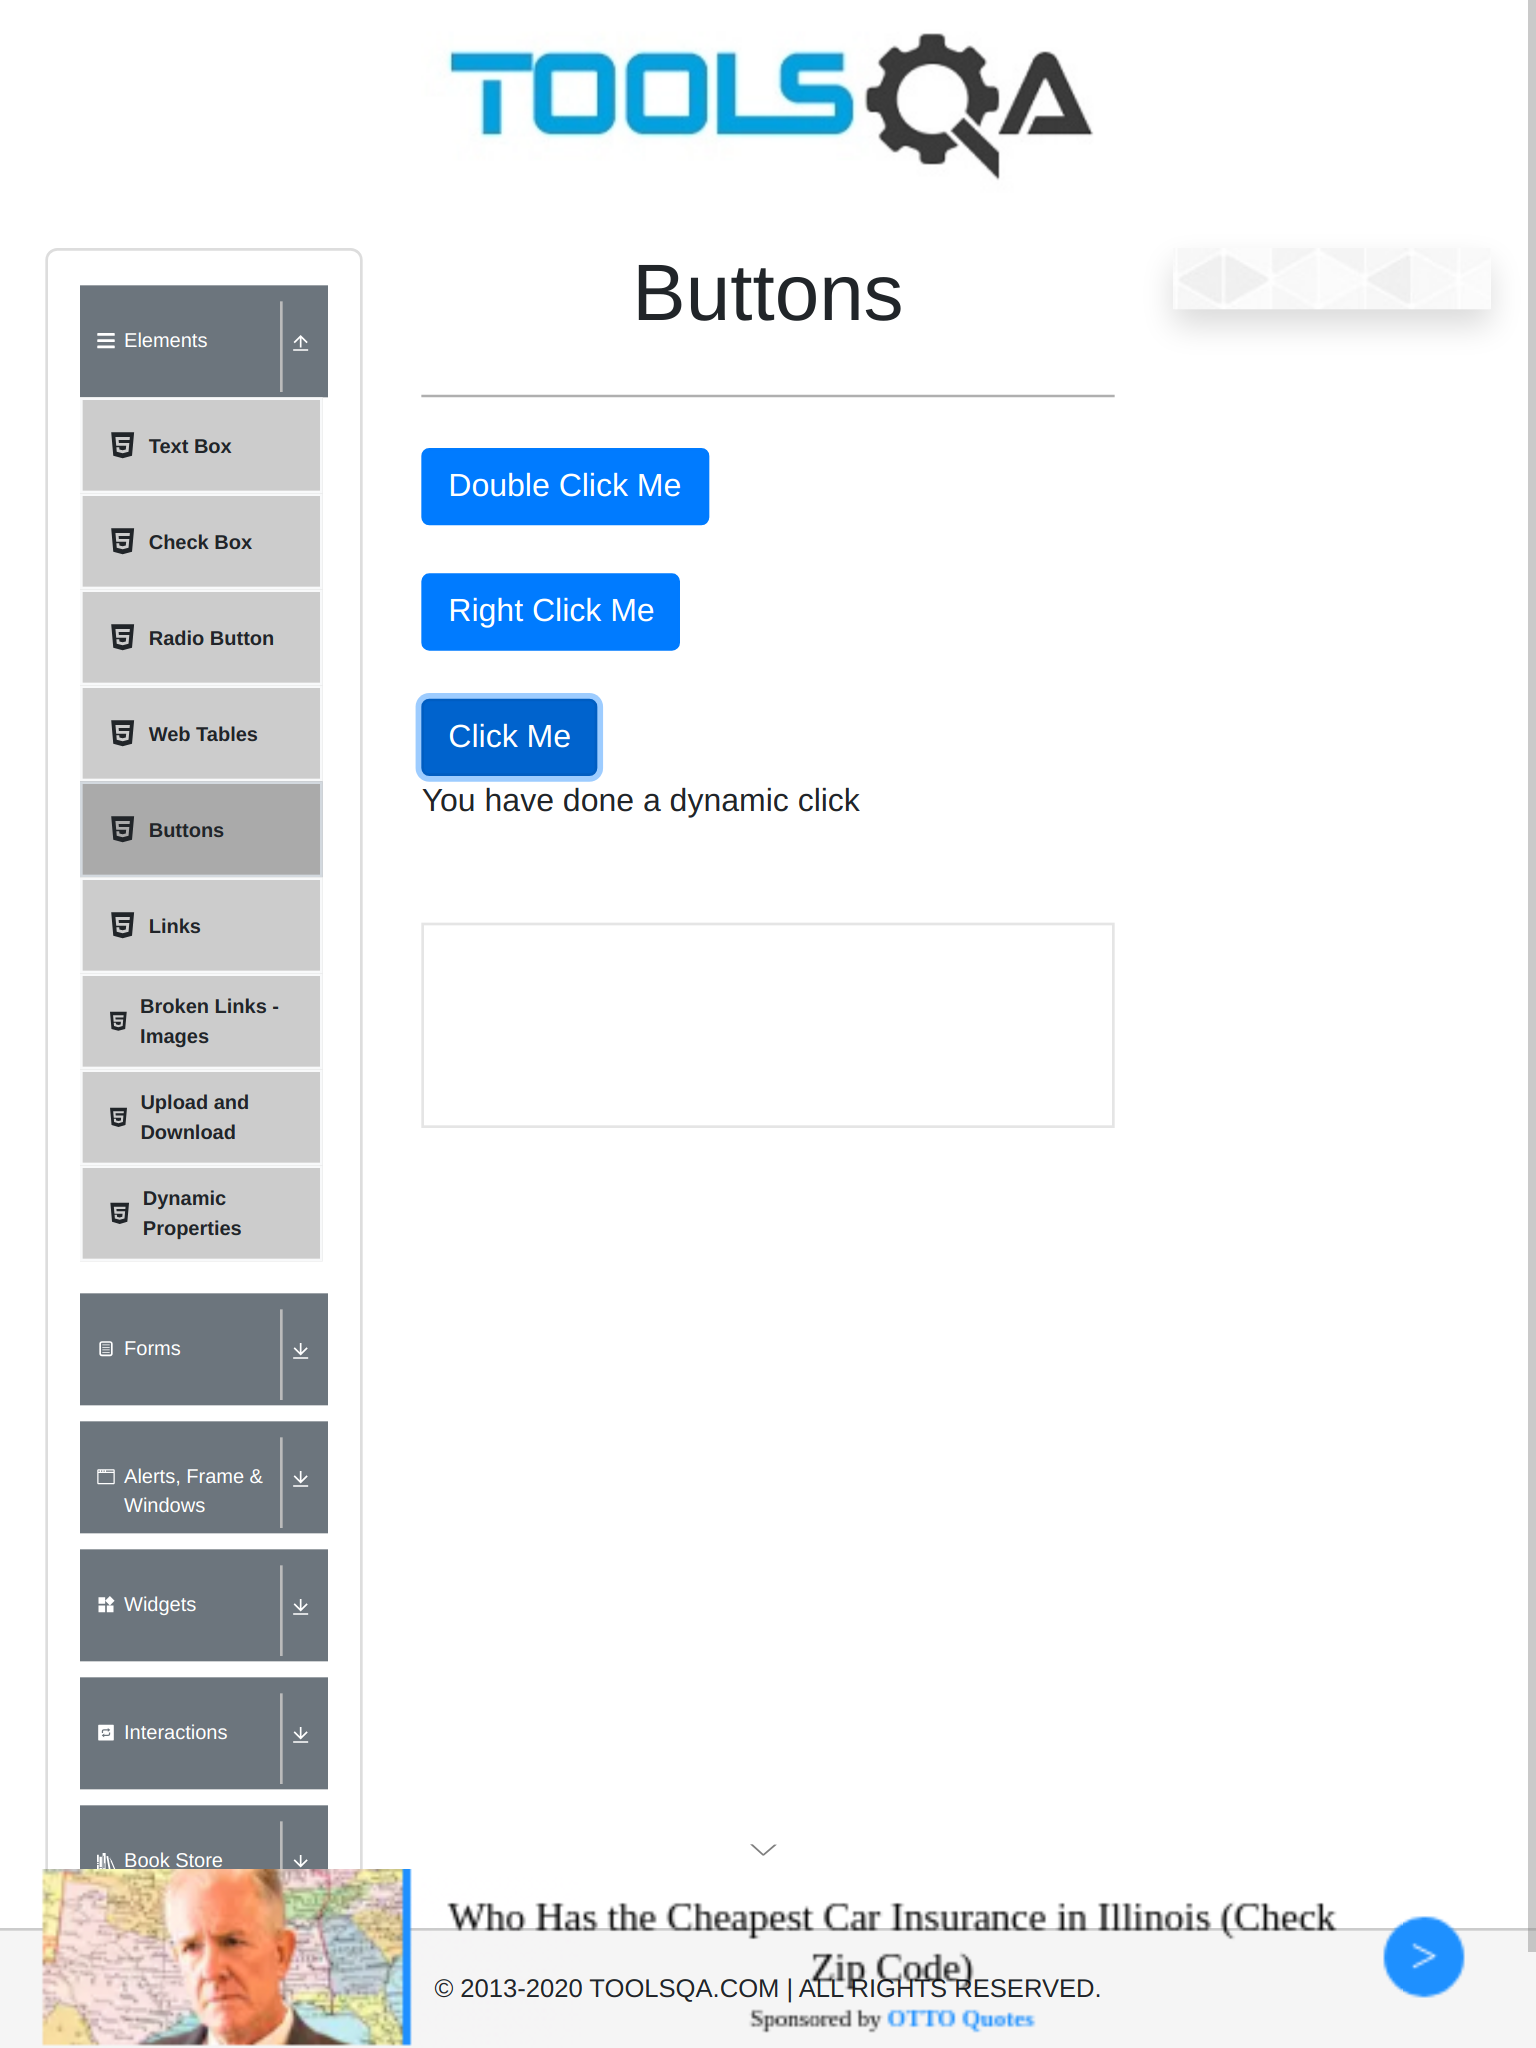 TOOLSQA
Buttons
Elements
Text Box
Check Box
Radio Button
Web Tables
Buttons
Links
Broken Links -
Images
Upload and
Download
Dynamic
Properties
Forms
Alerts, Frame &
Windows
Widgets
Interactions
Book Store
Double Click Me
Right Click Me
Click Me
You have done a dynamic click
Who Has the Cheapest Car Insurance in Illinois (Check
Zip Code)
© 2013-2020 TOOLSQA.COM | ALL RIGHTS RESERVED.
Sponsored by OTTO Quotes